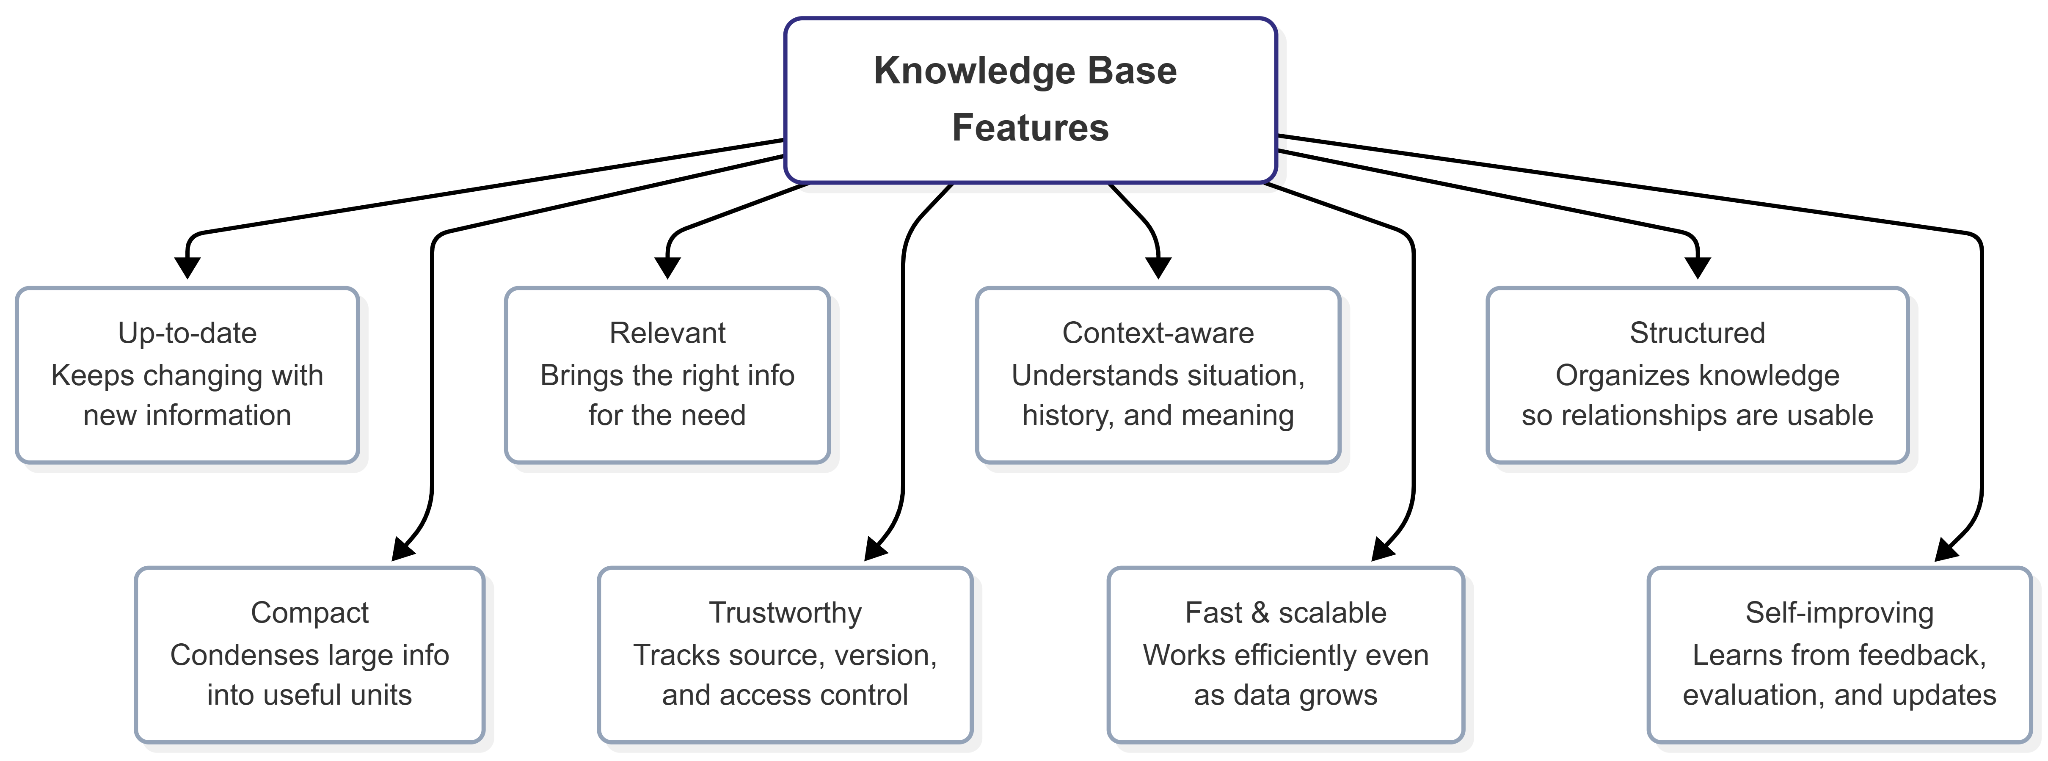 Knowledge Base
Features
Up-to-date
Keeps changing with
new information
Relevant
Brings the right info
for the need
Context-aware
Understands situation,
history, and meaning
Structured
Organizes knowledge
so relationships are usable
Compact
Condenses large info
into useful units
Trustworthy
Tracks source, version,
and access control
Fast & scalable
Works efficiently even
as data grows
Self-improving
Learns from feedback,
evaluation, and updates